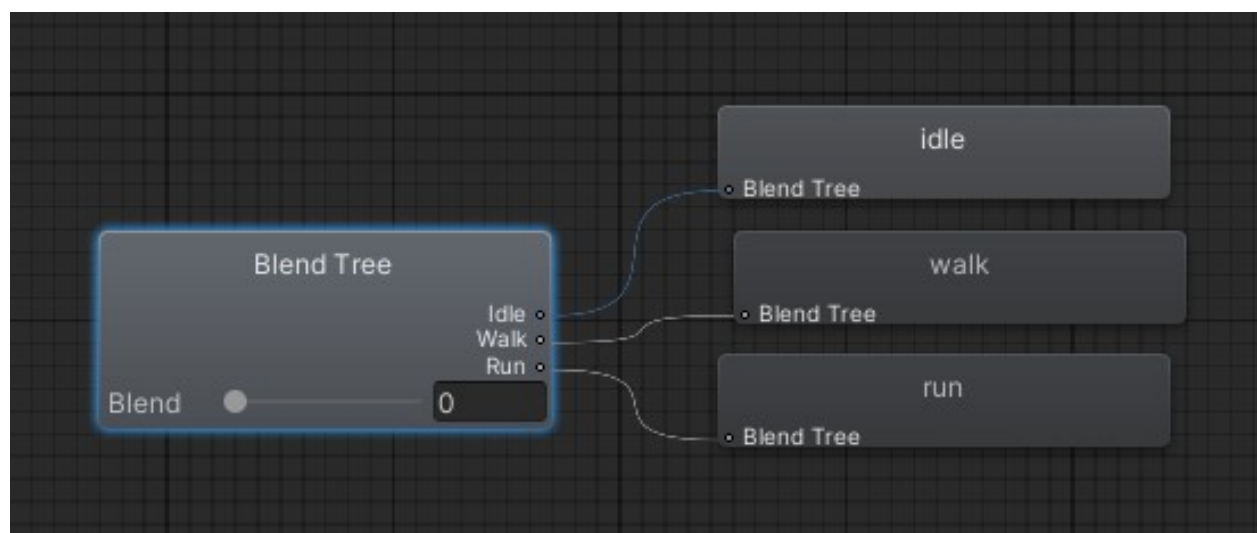 idle
Blend Tree
Blend Tree
Idle
Walk
Run
Blend 0
walk
Blend Tree
run
Blend Tree